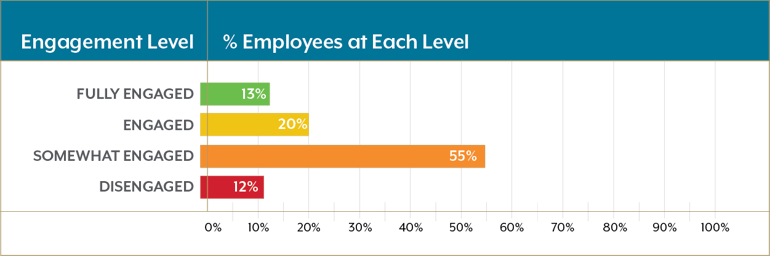 Engagement Level % Employees at Each Level
FULLY ENGAGED 13%
ENGAGED 20%
SOMEWHAT ENGAGED 55%
DISENGAGED 12%
0% 10% 20% 30% 40% 50% 60% 70% 80% 90% 100%